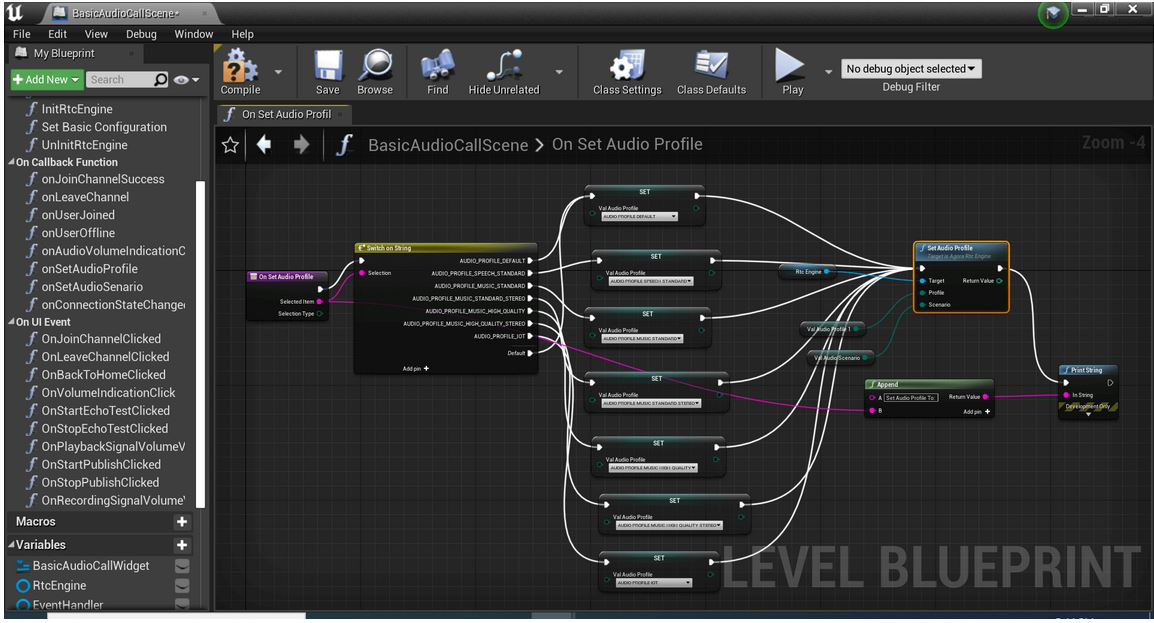 BasicAudioCallScene*
File Edit View Debug Window Help
My Blueprint
Add New Search
InitRtcEngine
Set Basic Configuration
UnInitRtcEngine
On Callback Function
onJoinChannelSuccess
onLeaveChannel
onUserJoined
onUserOffline
onAudioVolumeIndicationC
onSetAudioProfile
onSetAudioSenario
onConnectionStateChange
On UI Event
OnJoinChannelClicked
OnLeaveChannelClicked
OnBackToHomeClicked
OnVolumeIndicationClick
OnStartEchoTestClicked
OnStopEchoTestClicked
OnPlaybackSignalVolumeV
OnStartPublishClicked
OnStopPublishClicked
OnRecordingSignalVolume
Macros
Variables
BasicAudioCallWidget
RtcEngine
EventHandler
Compile Save Browse Find Hide Unrelated Class Settings Class Defaults Play
No debug object selected
Debug Filter
On Set Audio Profil
BasicAudioCallScene > On Set Audio Profile
Zoom -4
On Set Audio Profile
Selected Item
Selection Type
Switch on String
Selection
AUDIO_PROFILE_DEFAULT
AUDIO_PROFILE_SPEECH_STANDARD
AUDIO_PROFILE_MUSIC_STANDARD
AUDIO_PROFILE_MUSIC_STANDARD_STEREO
AUDIO_PROFILE_MUSIC_HIGH_QUALITY
AUDIO_PROFILE_MUSIC_HIGH_QUALITY_STEREO
AUDIO_PROFILE_IOT
Default
Add pin +
SET
Val Audio Profile
AUDIO PROFILE DEFAULT
SET
Val Audio Profile
AUDIO PROFILE SPEECH STANDARD
SET
Val Audio Profile
AUDIO PROFILE MUSIC STANDARD
SET
Val Audio Profile
AUDIO PROFILE MUSIC STANDARD STEREO
SET
Val Audio Profile
AUDIO PROFILE MUSIC HIGH QUALITY
SET
Val Audio Profile
AUDIO PROFILE MUSIC HIGH QUALITY STEREO
SET
Val Audio Profile
AUDIO PROFILE IOT
Rtc Engine
Val Audio Profile 1
Val Audio Scenario
Set Audio Profile
Target is Agora Rtc Engine
Target Return Value
Profile
Scenario
Append
A Set Audio Profile To: Return Value
B Add pin +
Print String
In String
Development Only
LEVEL BLUEPRINT